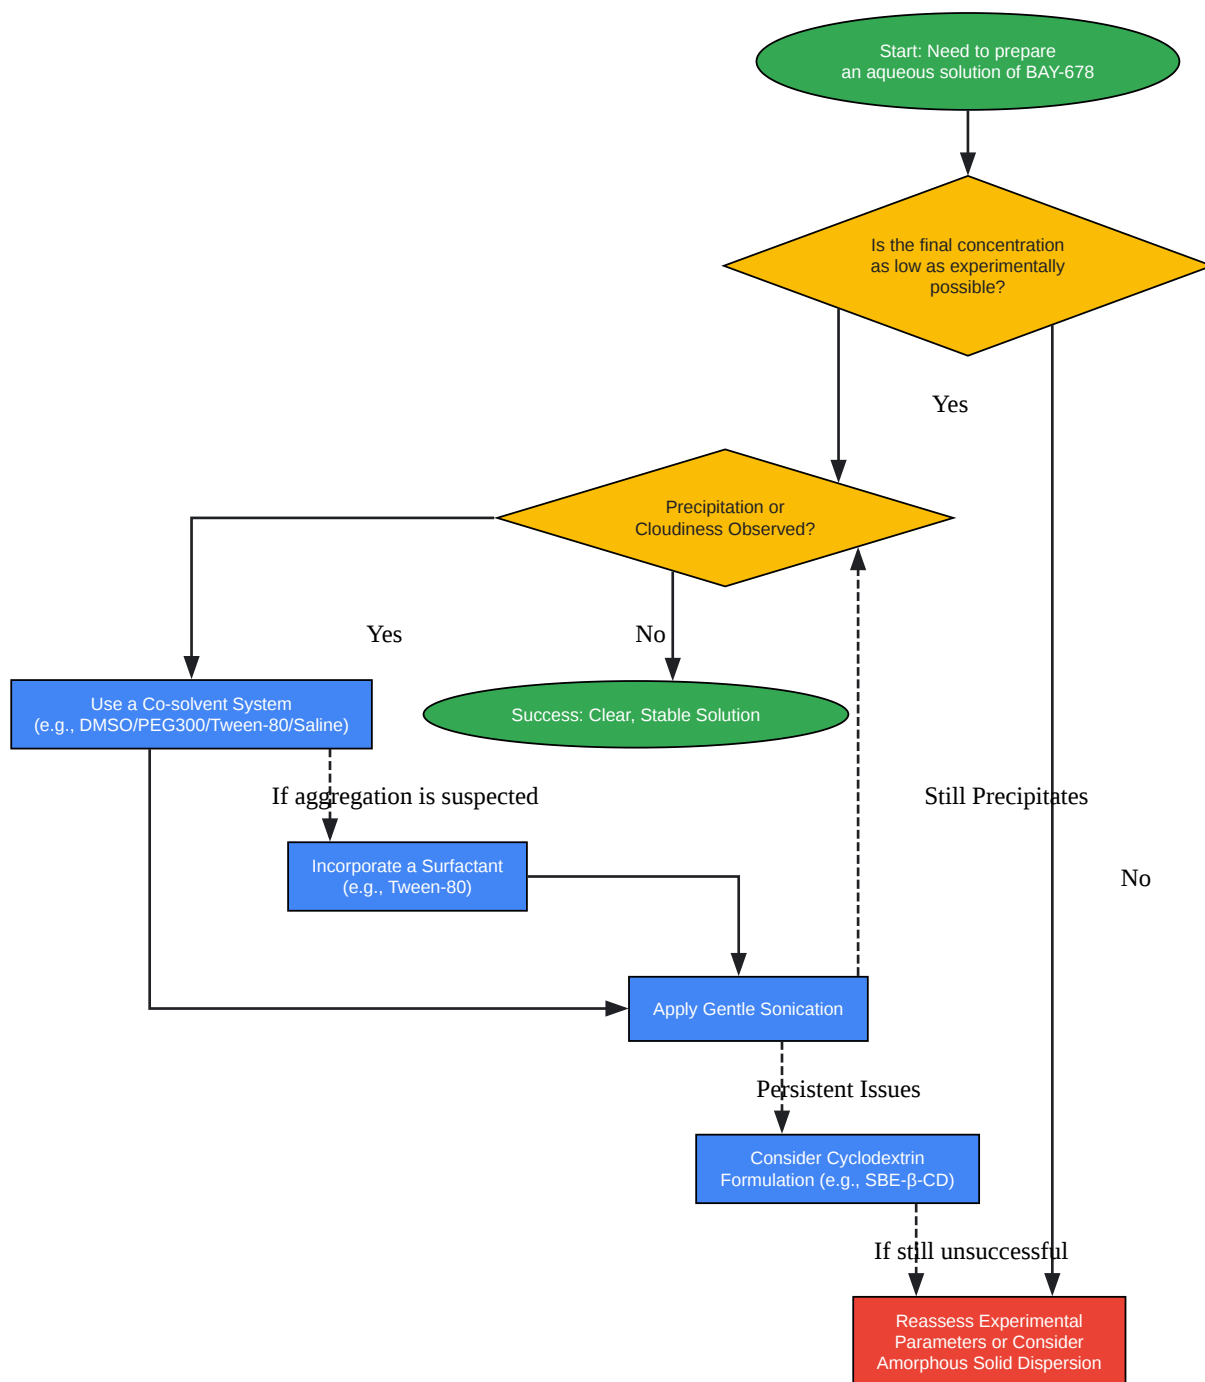 Start: Need to prepare
an aqueous solution of BAY-678
Is the final concentration
as low as experimentally
possible?
Yes
Precipitation or
Cloudiness Observed?
Yes
No
Use a Co-solvent System
(e.g., DMSO/PEG300/Tween-80/Saline)
Success: Clear, Stable Solution
If aggregation is suspected
Still Precipitates
Incorporate a Surfactant
(e.g., Tween-80)
No
Apply Gentle Sonication
Persistent Issues
Consider Cyclodextrin
Formulation (e.g., SBE-β-CD)
If still unsuccessful
Reassess Experimental
Parameters or Consider
Amorphous Solid Dispersion